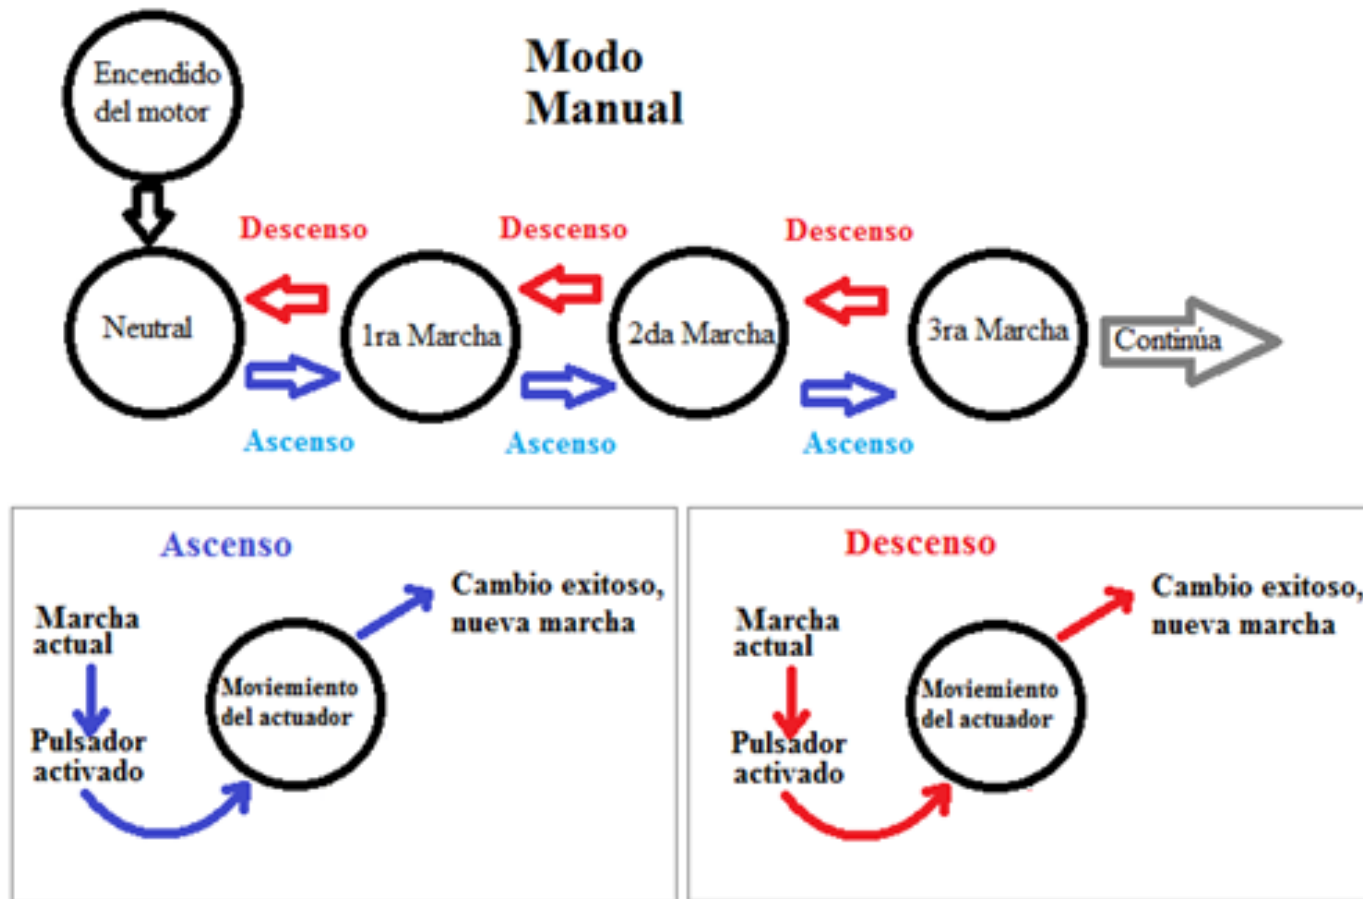 Encendido
del motor
Modo
Manual
Descenso
Descenso
Descenso
Neutral
1ra Marcha
2da Marcha
3ra Marcha
Continúa
Ascenso
Ascenso
Ascenso
Ascenso
Marcha
actual
Pulsador
activado
Moviemiento
del actuador
Cambio exitoso,
nueva marcha
Descenso
Marcha
actual
Pulsador
activado
Moviemiento
del actuador
Cambio exitoso,
nueva marcha